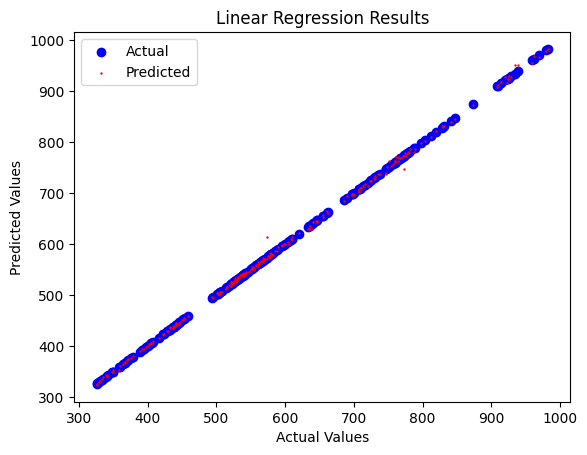 Linear Regression Results
Actual
Predicted
Predicted Values
1000
900
800
700
600
500
400
300
300 400 500 600 700 800 900 1000
Actual Values